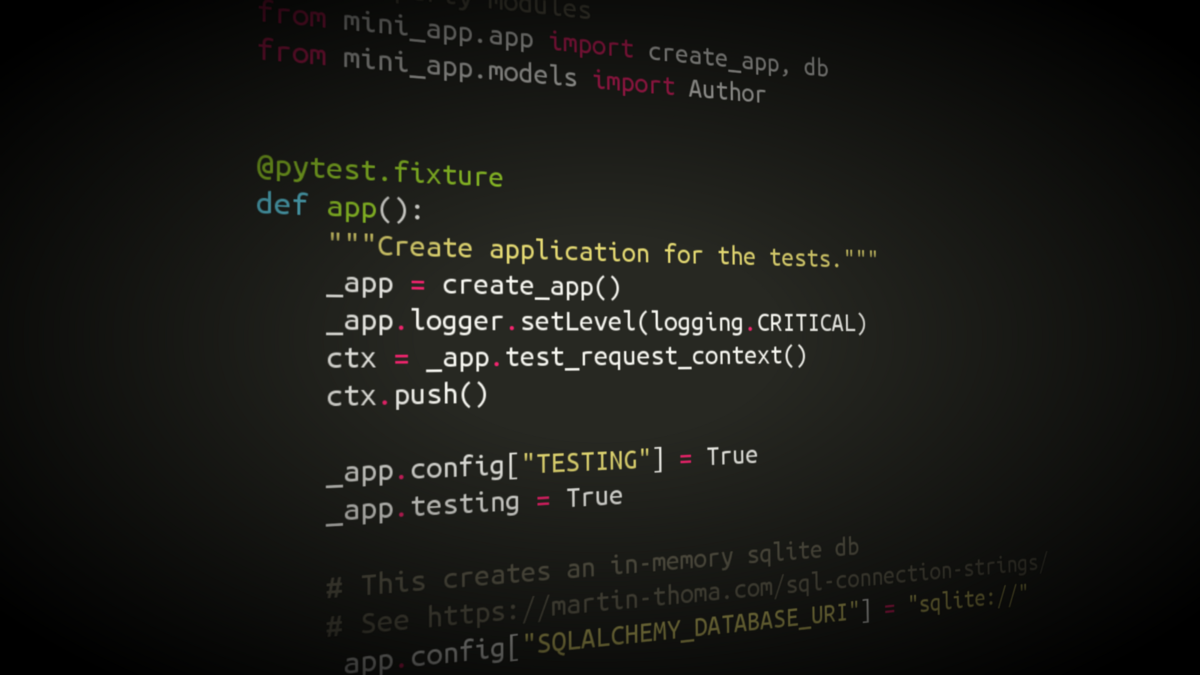 modules
from mini_app.app import create_app, db
from mini_app.models import Author
@pytest.fixture
def app():
"""Create application for the tests."""
_app = create_app()
_app.logger.setLevel(logging.CRITICAL)
ctx = _app.test_request_context()
ctx.push()
_app.config["TESTING"] = True
_app.testing = True
# This creates an in-memory sqlite db
# See https://martin-thoma.com/sql-connection-strings/
_app.config["SQLALCHEMY_DATABASE_URI"] = "sqlite://"